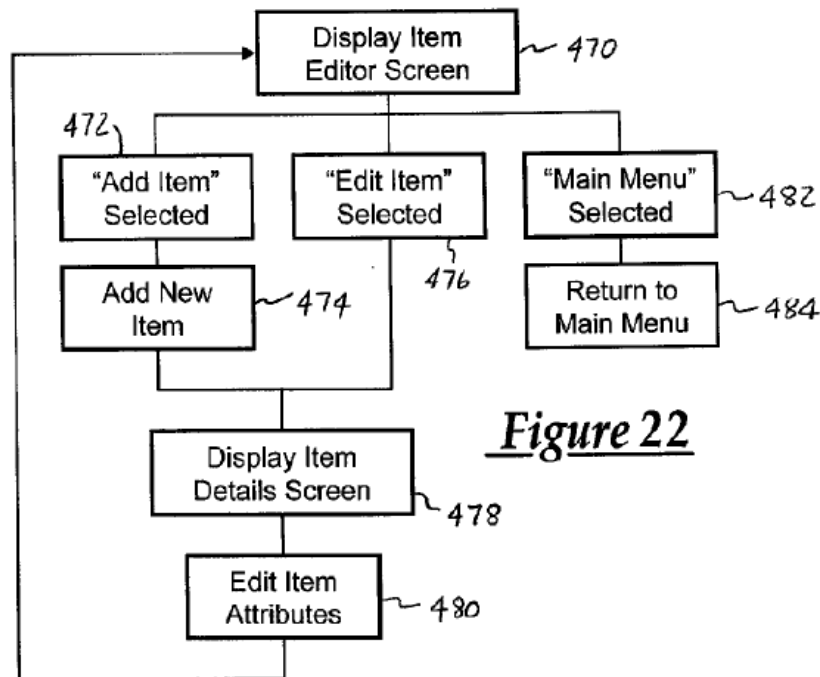 Display Item
Editor Screen
470
472
“Add Item”
Selected
“Edit Item”
Selected
“Main Menu”
Selected
482
476
Add New
Item
474
Return to
Main Menu
484
Figure 22
Display Item
Details Screen
478
Edit Item
Attributes
480